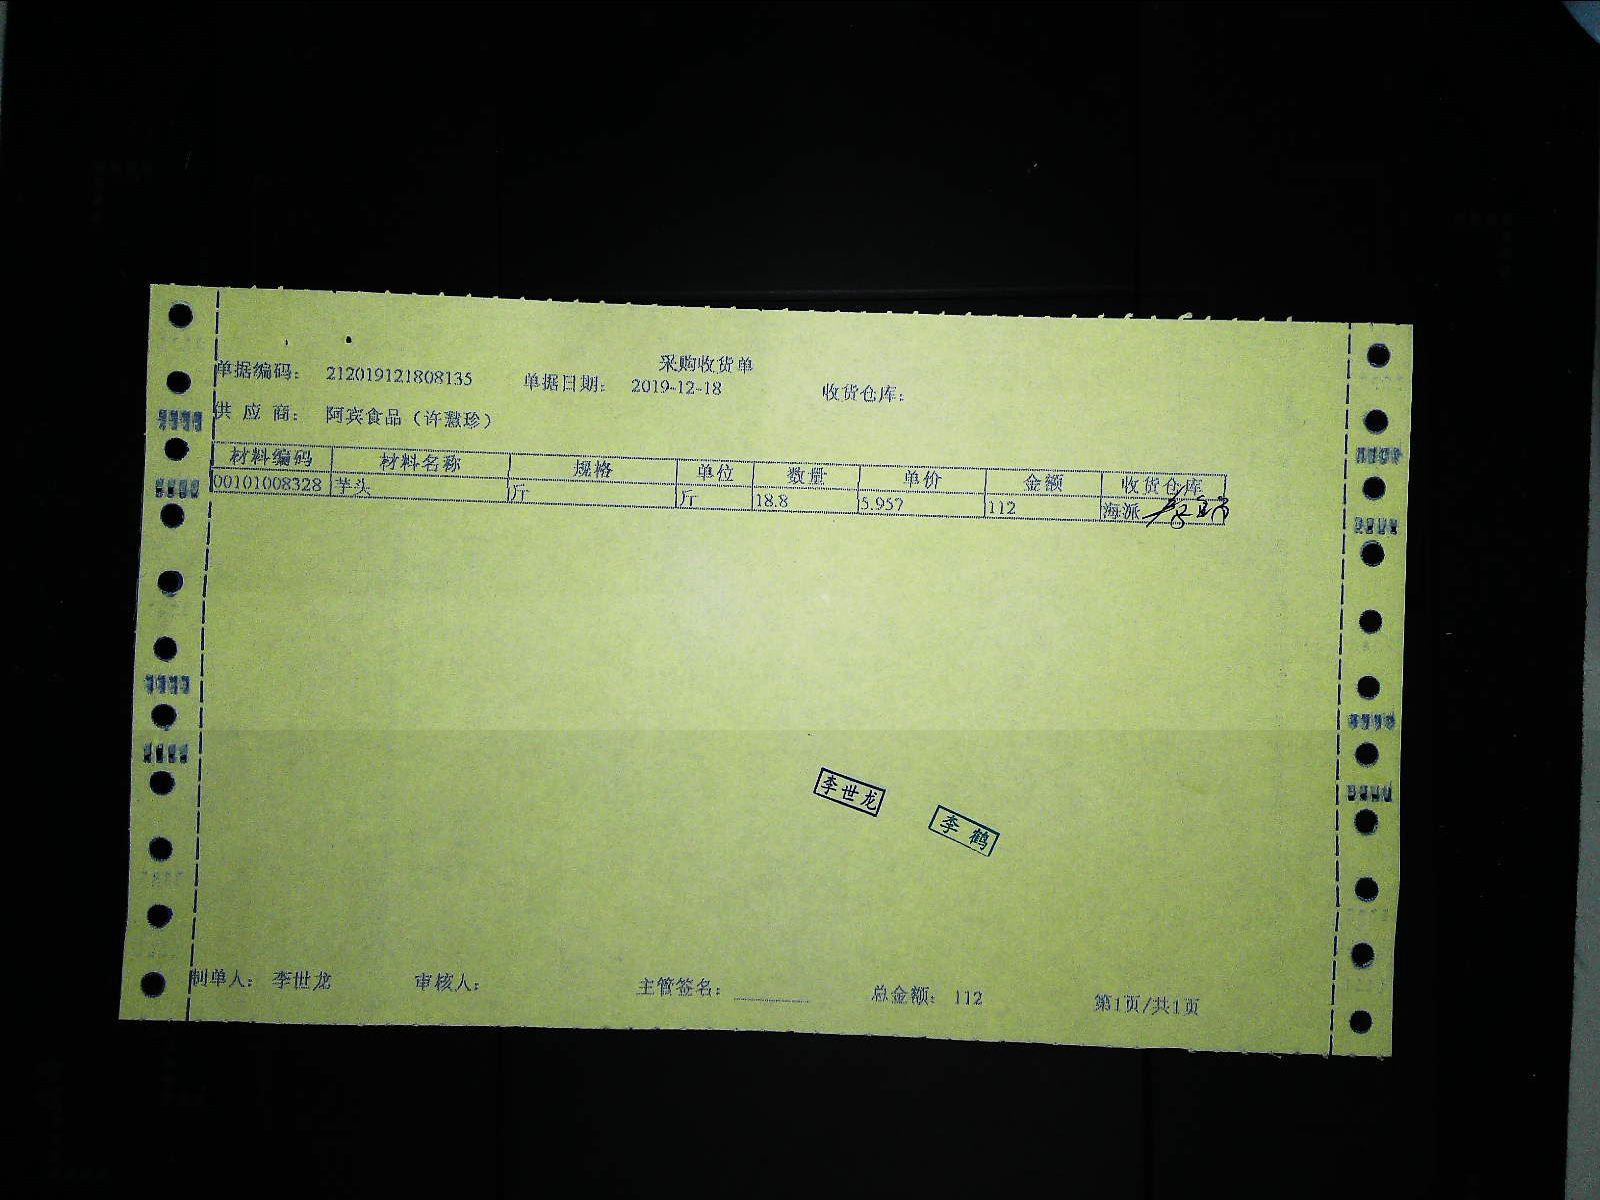 采购收货单
单据编码： 212019121808135 单据日期： 2019-12-18 收货仓库：
供 应 商： 阿宾食品（许慧珍）
材料编码 材料名称 规格 单位 数量 单价 金额 收货仓库
00101008328 芋头 斤 斤 18.8 5.957 112 海派
李世龙
李 鹤
制单人： 李世龙 审核人： 主管签名： 总金额： 112 第1页/共1页